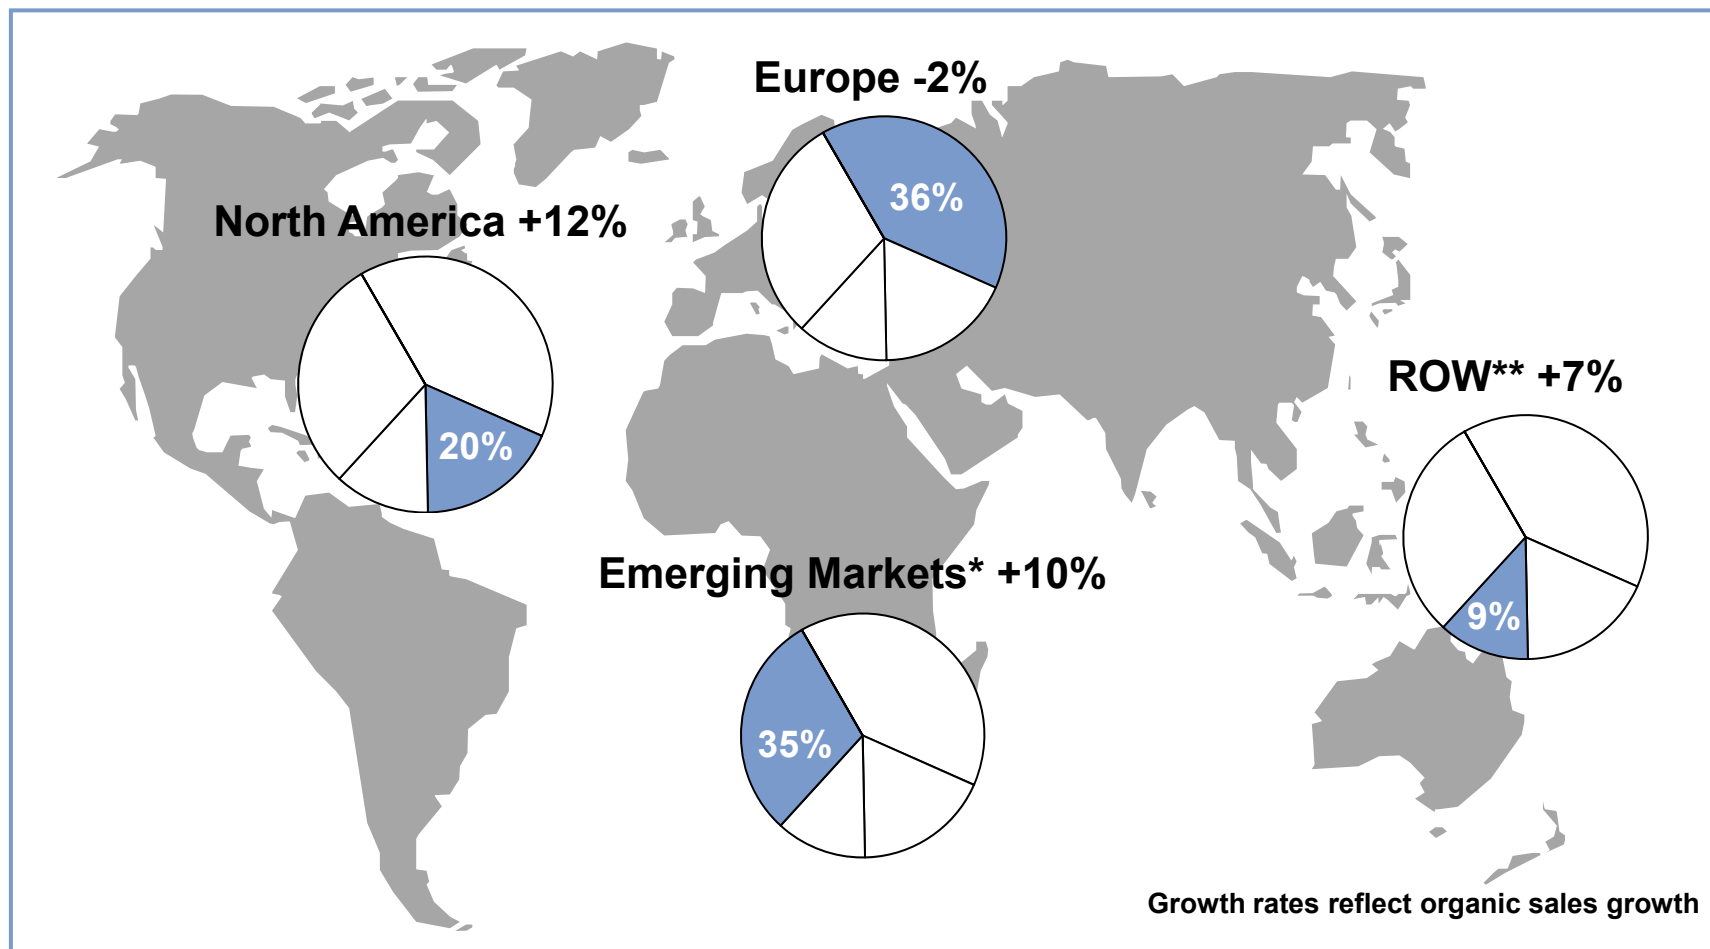 Europe -2%
36%
North America +12%
20%
ROW** +7%
9%
Emerging Markets* +10%
35%
Growth rates reflect organic sales growth